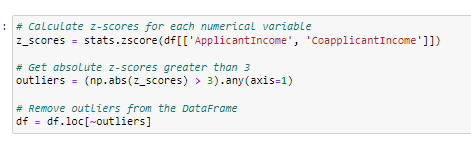 : # Calculate z-scores for each numerical variable
z_scores = stats.zscore(df[['ApplicantIncome', 'CoapplicantIncome']])

# Get absolute z-scores greater than 3
outliers = (np.abs(z_scores) > 3).any(axis=1)

# Remove outliers from the DataFrame
df = df.loc[~outliers]